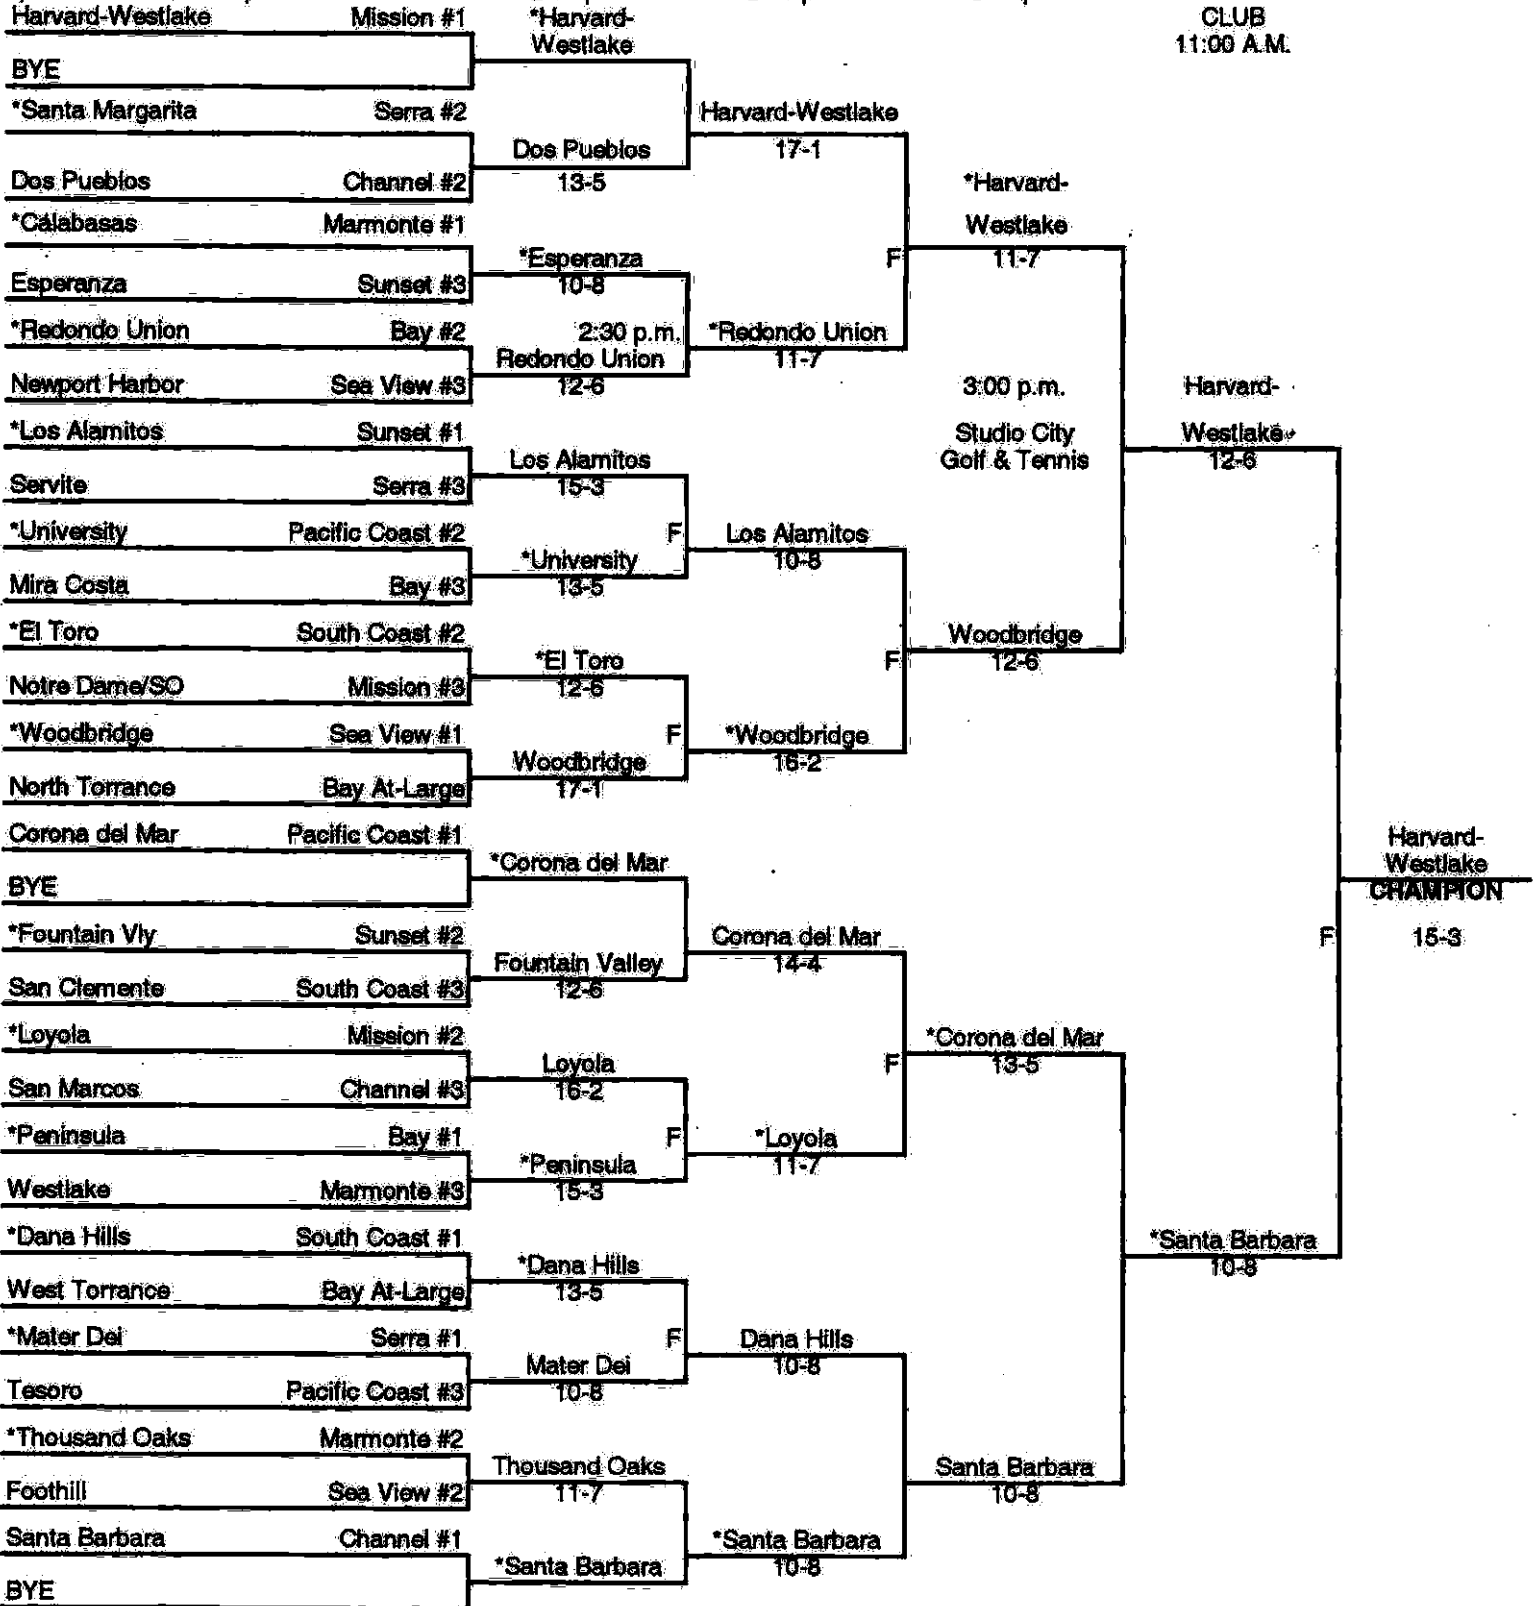 Harvard-Westlake Mission #1
BYE
*Santa Margarita Serra #2
Dos Pueblos Channel #2
*Calabasas Marmonte #1
Esperanza Sunset #3
*Redondo Union Bay #2
Newport Harbor Sea View #3
*Los Alamitos Sunset #1
Servite Serra #3
*University Pacific Coast #2
Mira Costa Bay #3
*El Toro South Coast #2
Notre Dame/SO Mission #3
*Woodbridge Sea View #1
North Torrance Bay At-Large
Corona del Mar Pacific Coast #1
BYE
*Fountain Vly Sunset #2
San Clemente South Coast #3
*Loyola Mission #2
San Marcos Channel #3
*Peninsula Bay #1
Westlake Marmonte #3
*Dana Hills South Coast #1
West Torrance Bay At-Large
*Mater Dei Serra #1
Tesoro Pacific Coast #3
*Thousand Oaks Marmonte #2
Foothill Sea View #2
Santa Barbara Channel #1
BYE
*Harvard-
Westlake
Dos Pueblos
13-5
*Esperanza
10-8
2:30 p.m.
Redondo Union
12-6
Los Alamitos
15-3
F
*University
13-5
*El Toro
12-6
F
Woodbridge
17-1
*Corona del Mar
Fountain Valley
12-6
Loyola
16-2
F
*Peninsula
15-3
*Dana Hills
13-5
F
Mater Dei
10-8
Thousand Oaks
11-7
*Santa Barbara
Harvard-Westlake
17-1
F
*Redondo Union
11-7
Los Alamitos
10-8
F
*Woodbridge
16-2
Corona del Mar
14-4
F
*Loyola
11-7
Dana Hills
10-8
*Santa Barbara
10-8
*Harvard-
Westlake
11-7
3:00 p.m.
Studio City
Golf & Tennis
Woodbridge
12-6
*Corona del Mar
13-5
Santa Barbara
10-8
CLUB
11:00 A.M.
Harvard-
Westlake
12-6
F
*Santa Barbara
10-8
Harvard-
Westlake
CHAMPION
15-3